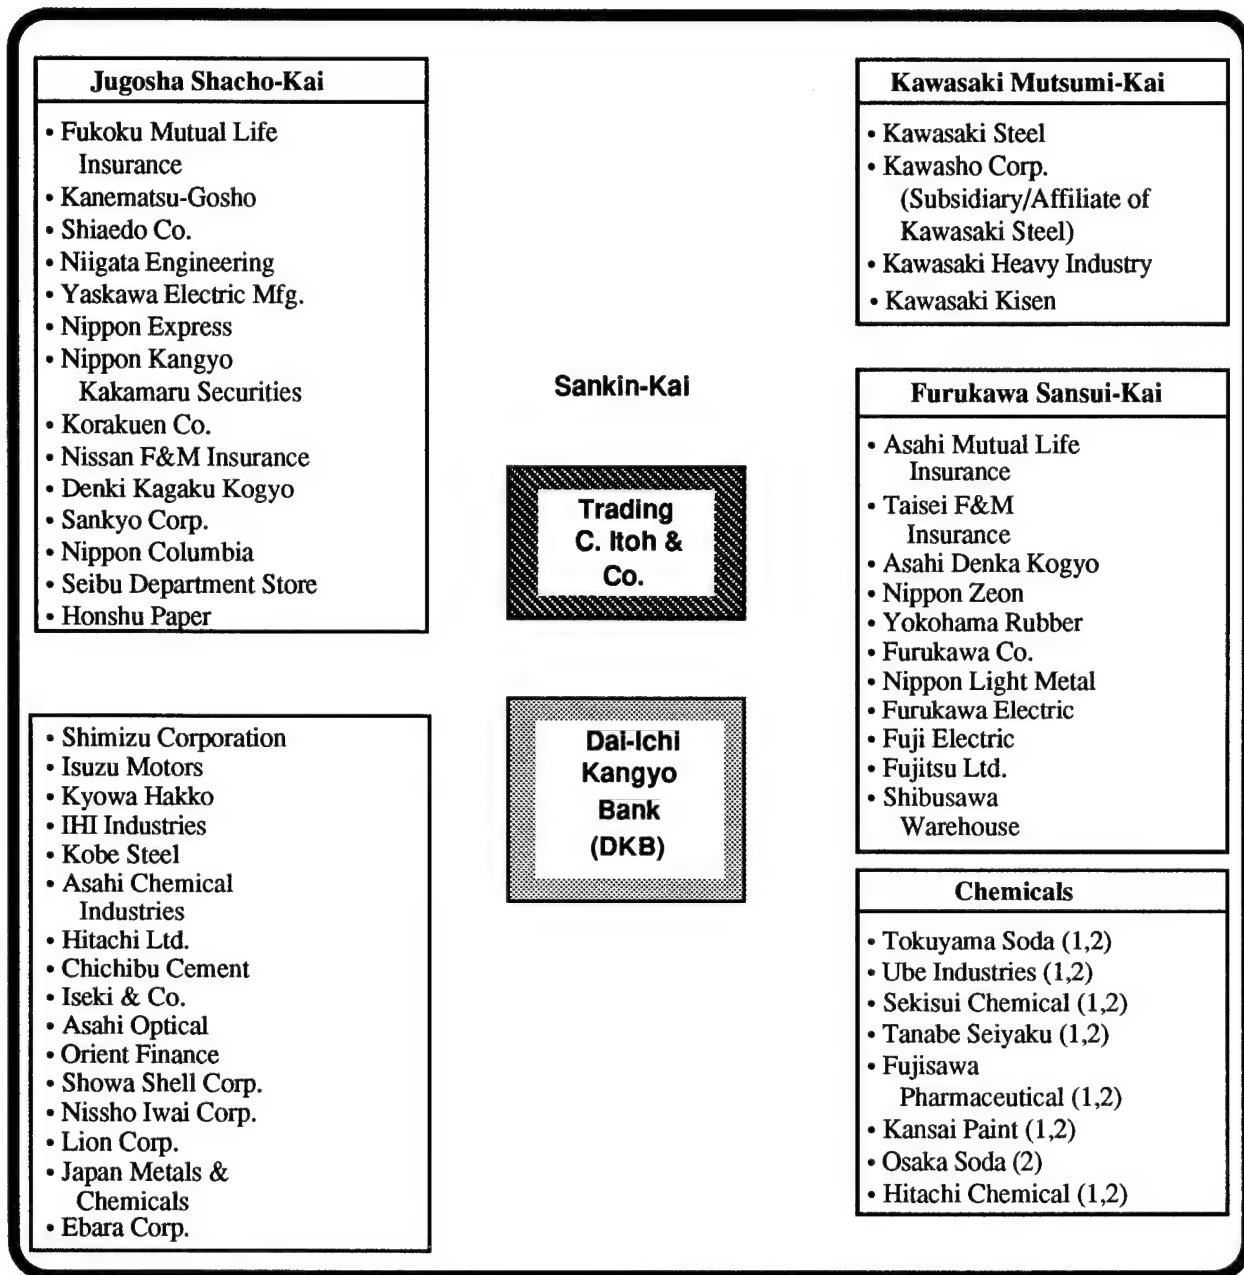 Jugosha Shacho-Kai
• Fukoku Mutual Life
Insurance
• Kanematsu-Gosho
• Shiaedo Co.
• Niigata Engineering
• Yaskawa Electric Mfg.
• Nippon Express
• Nippon Kangyo
Kakamaru Securities
• Korakuen Co.
• Nissan F&M Insurance
• Denki Kagaku Kogyo
• Sankyo Corp.
• Nippon Columbia
• Seibu Department Store
• Honshu Paper
• Shimizu Corporation
• Isuzu Motors
• Kyowa Hakko
• IHI Industries
• Kobe Steel
• Asahi Chemical
Industries
• Hitachi Ltd.
• Chichibu Cement
• Iseki & Co.
• Asahi Optical
• Orient Finance
• Showa Shell Corp.
• Nissho Iwai Corp.
• Lion Corp.
• Japan Metals &
Chemicals
• Ebara Corp.
Sankin-Kai
Trading
C. Itoh &
Co.
Dai-Ichi
Kangyo
Bank
(DKB)
Kawasaki Mutsumi-Kai
• Kawasaki Steel
• Kawasho Corp.
(Subsidiary/Affiliate of
Kawasaki Steel)
• Kawasaki Heavy Industry
• Kawasaki Kisen
Furukawa Sansui-Kai
• Asahi Mutual Life
Insurance
• Taisei F&M
Insurance
• Asahi Denka Kogyo
• Nippon Zeon
• Yokohama Rubber
• Furukawa Co.
• Nippon Light Metal
• Furukawa Electric
• Fuji Electric
• Fujitsu Ltd.
• Shibusawa
Warehouse
Chemicals
• Tokuyama Soda (1,2)
• Ube Industries (1,2)
• Sekisui Chemical (1,2)
• Tanabe Seiyaku (1,2)
• Fujisawa
Pharmaceutical (1,2)
• Kansai Paint (1,2)
• Osaka Soda (2)
• Hitachi Chemical (1,2)